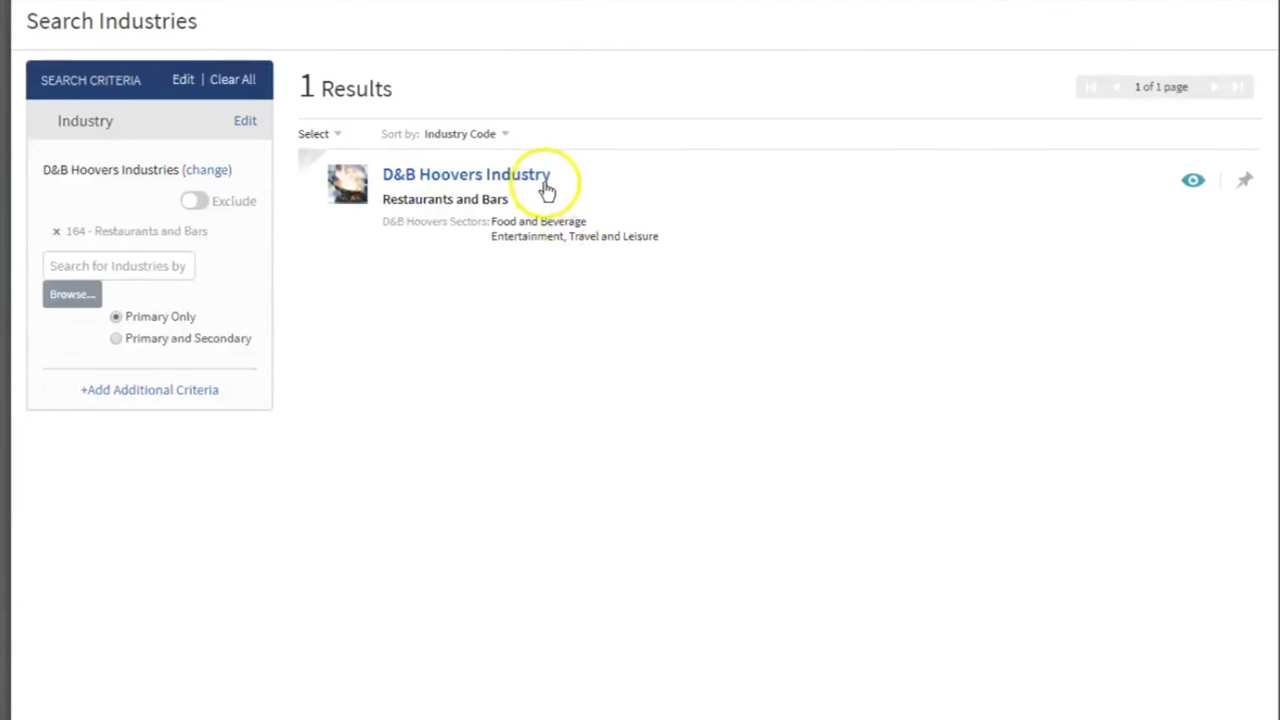 Search Industries
SEARCH CRITERIA Edit | Clear All
Industry Edit
D&B Hoovers Industries (change)
Exclude
× 164 - Restaurants and Bars
Search for Industries by
Browse...
Primary Only
Primary and Secondary
+Add Additional Criteria
1 Results
1 of 1 page
Select Sort by: Industry Code
D&B Hoovers Industry
Restaurants and Bars
D&B Hoovers Sectors: Food and Beverage
Entertainment, Travel and Leisure